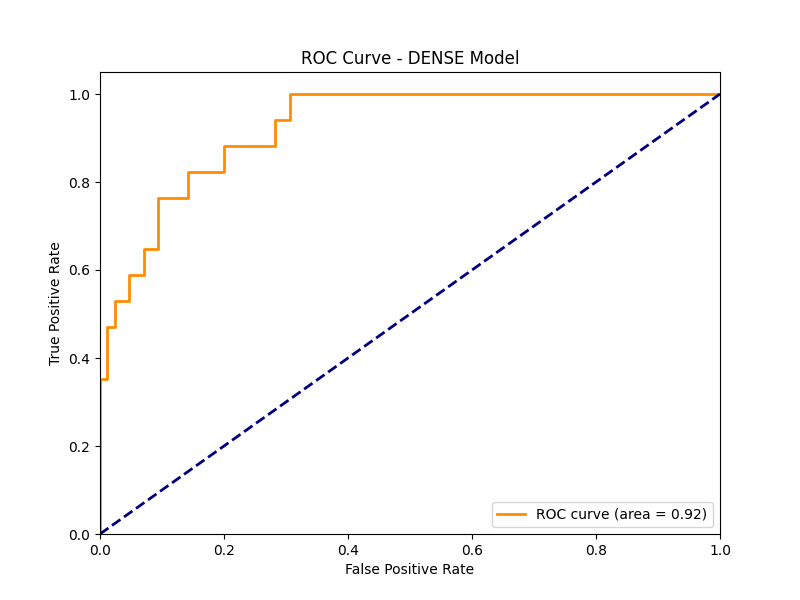 ROC Curve - DENSE Model
True Positive Rate
1.0
0.8
0.6
0.4
0.2
0.0
ROC curve (area = 0.92)
0.0 0.2 0.4 0.6 0.8 1.0
False Positive Rate